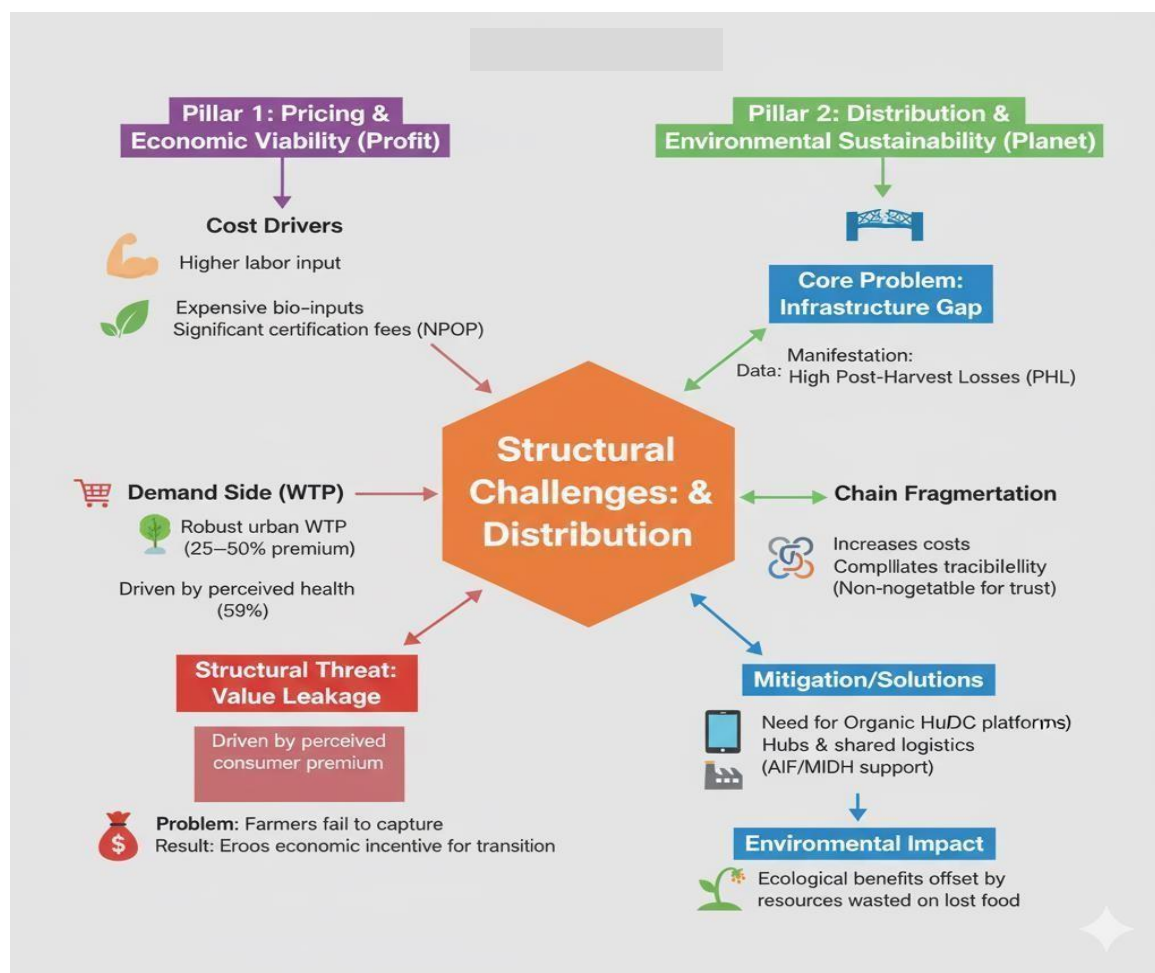 Pillar 1: Pricing &
Economic Viability (Profit)
Cost Drivers
Higher labor input
Expensive bio-inputs
Significant certification fees (NPOP)
Demand Side (WTP)
Robust urban WTP
(25—50% premium)
Driven by perceived health
(59%)
Structural Threat:
Value Leakage
Driven by perceived
consumer premium
Problem: Farmers fail to capture
Result: Eroos economic incentive for transition
Structural
Challenges: &
Distribution
Pillar 2: Distribution &
Environmental Sustainability (Planet)
Core Problem:
Infrastructure Gap
Manifestation:
Data: High Post-Harvest Losses (PHL)
Chain Fragmertation
Increases costs
Complllates tracibilellity
(Non-nogetatble for trust)
Mitigation/Solutions
Need for Organic HuDC platforms)
Hubs & shared logistics
(AIF/MIDH support)
Environmental Impact
Ecological benefits offset by
resources wasted on lost food